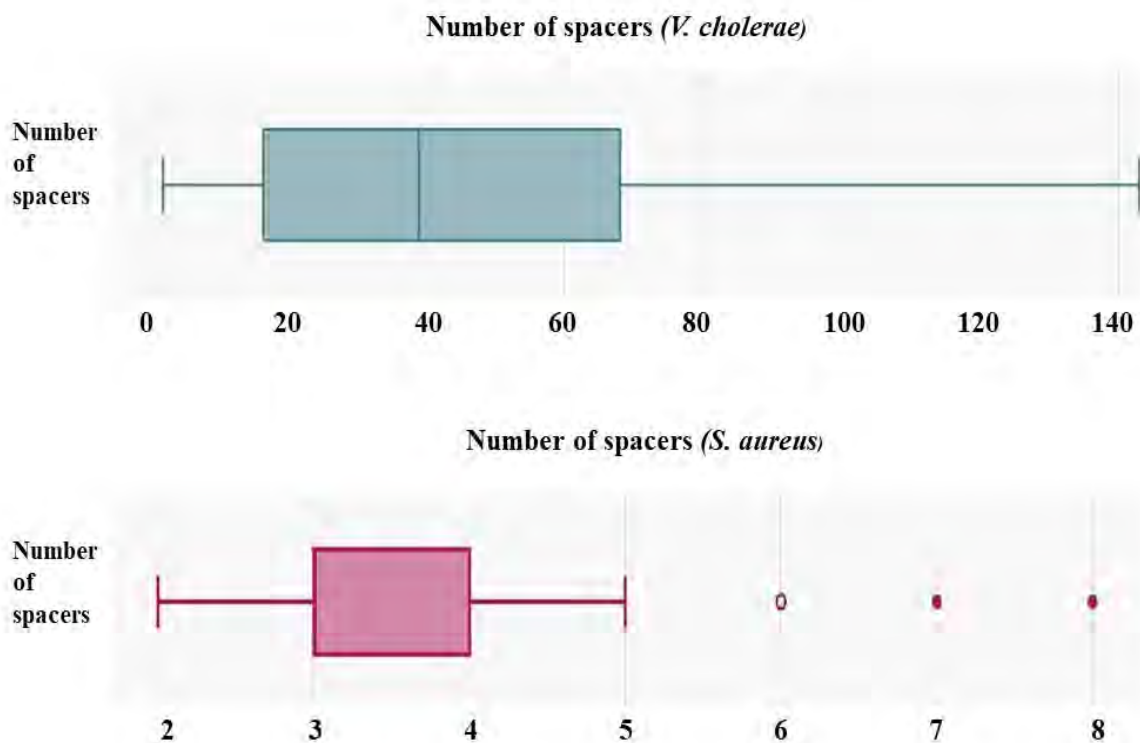 Number of spacers (V. cholerae)
Number
of
spacers
0 20 40 60 80 100 120 140
Number of spacers (S. aureus)
Number
of
spacers
2 3 4 5 6 7 8